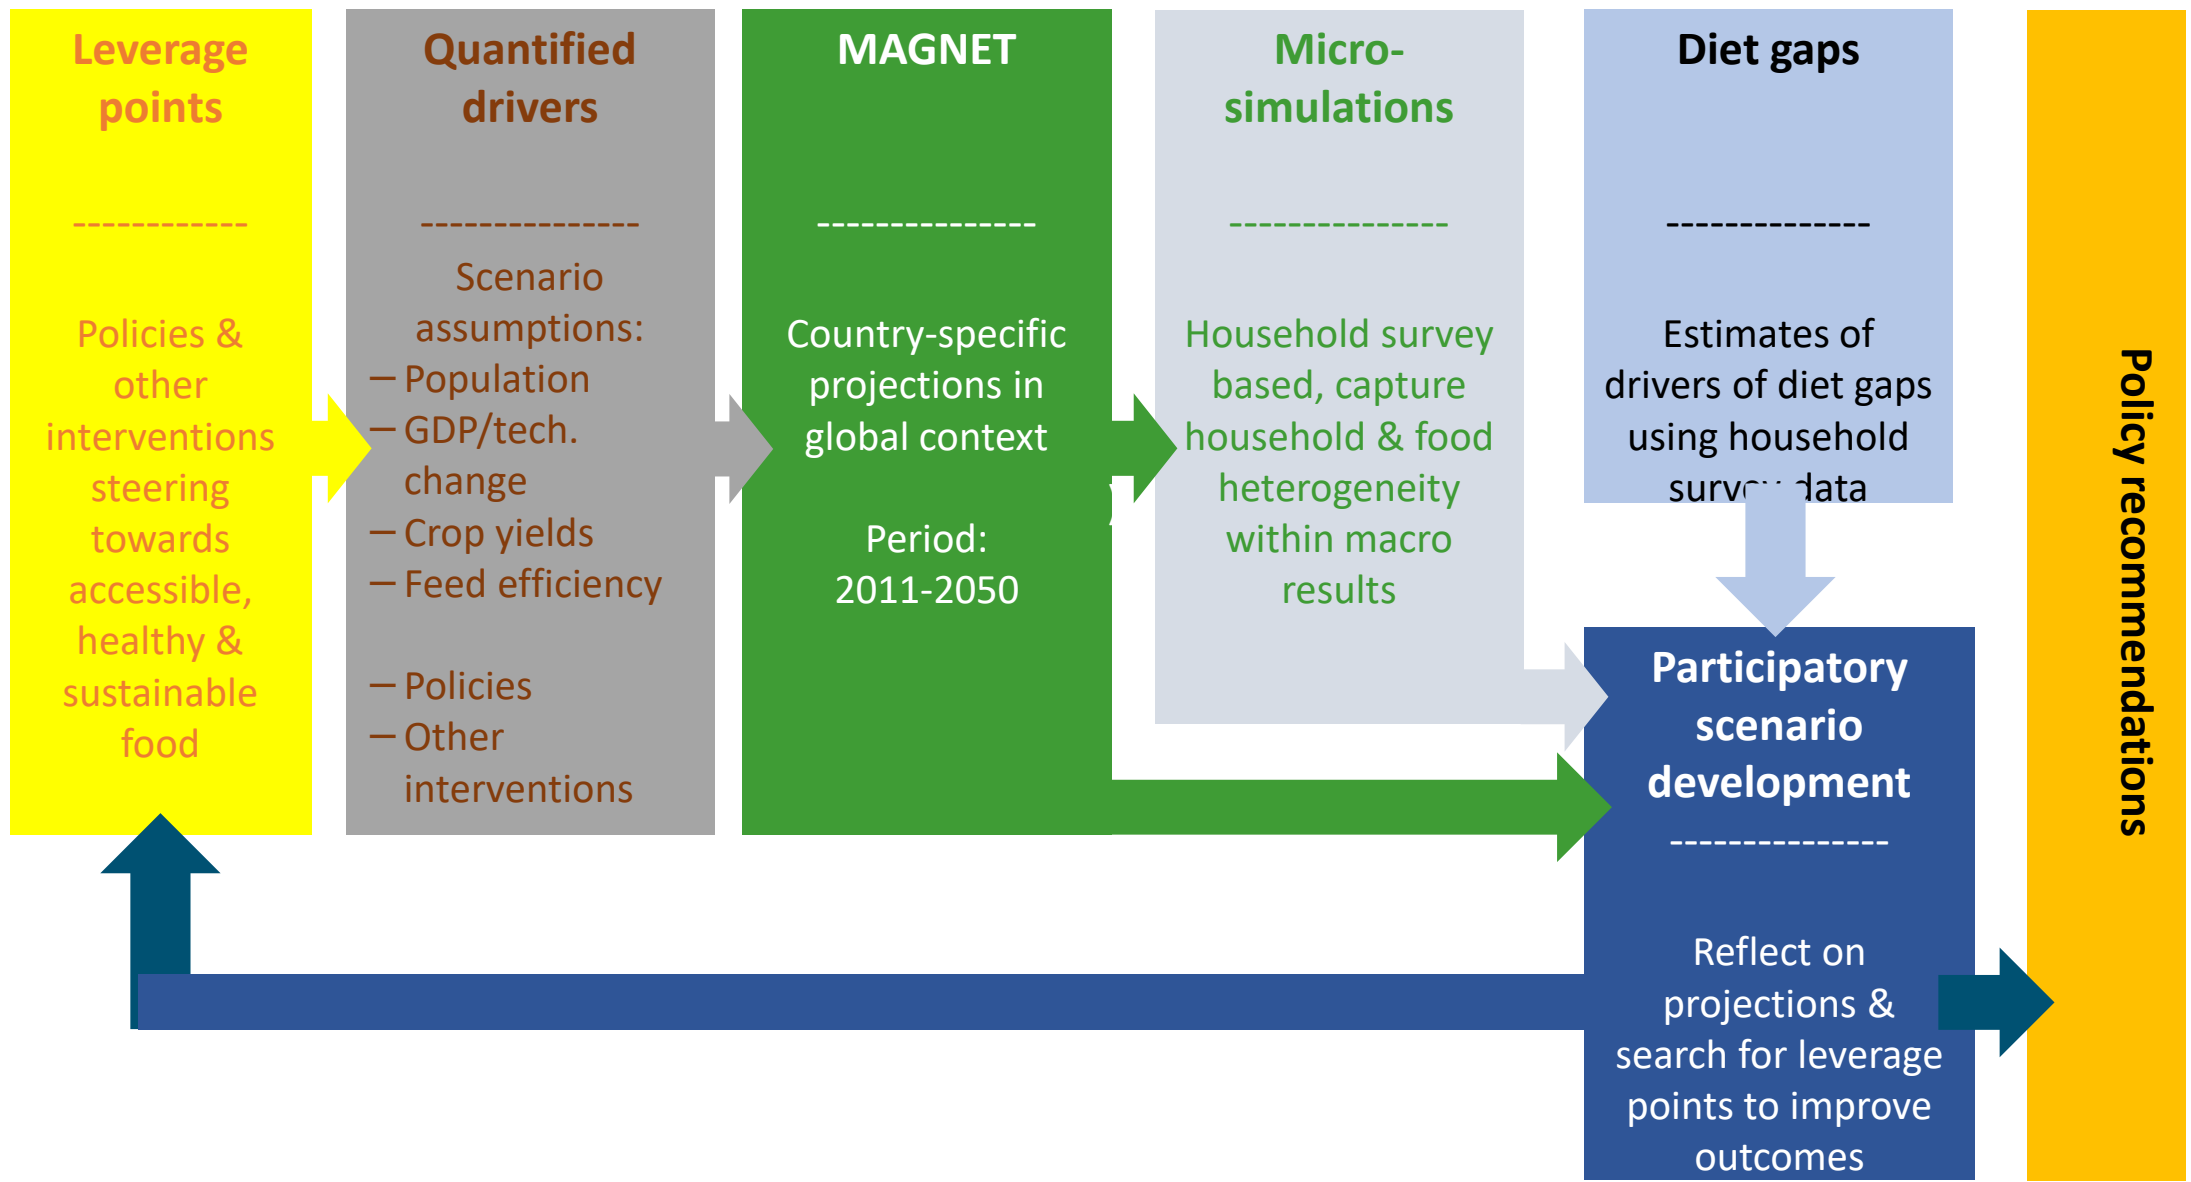 Leverage
points
------------
Policies &
other
interventions
steering
towards
accessible,
healthy &
sustainable
food
Quantified
drivers
---------------
Scenario
assumptions:
– Population
– GDP/tech.
change
– Crop yields
– Feed efficiency
– Policies
– Other
interventions
MAGNET
---------------
Country-specific
projections in
global context
Period:
2011-2050
Micro-
simulations
---------------
Household survey
based, capture
household & food
heterogeneity
within macro
results
Diet gaps
--------------
Estimates of
drivers of diet gaps
using household
survey data
Participatory
scenario
development
---------------
Reflect on
projections &
search for leverage
points to improve
outcomes
Policy recommendations